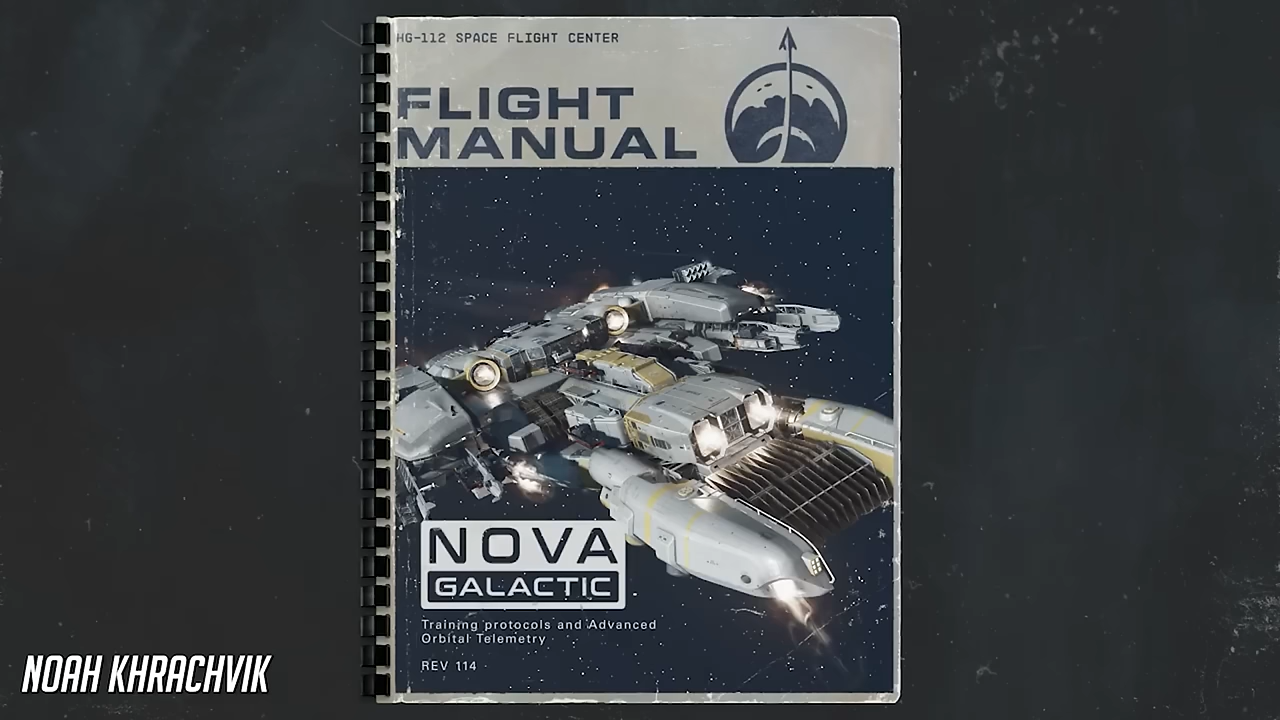 HG-112 SPACE FLIGHT CENTER
FLIGHT
MANUAL
NOVA
GALACTIC
Training protocols and Advanced
Orbital Telemetry
REV 114
NOAH KHRACHVIK